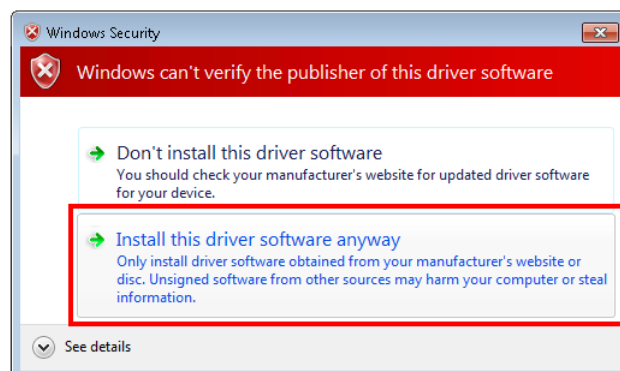 Windows Security
Windows can't verify the publisher of this driver software
Don't install this driver software
You should check your manufacturer's website for updated driver software
for your device.
Install this driver software anyway
Only install driver software obtained from your manufacturer's website or
disc. Unsigned software from other sources may harm your computer or steal
information.
See details